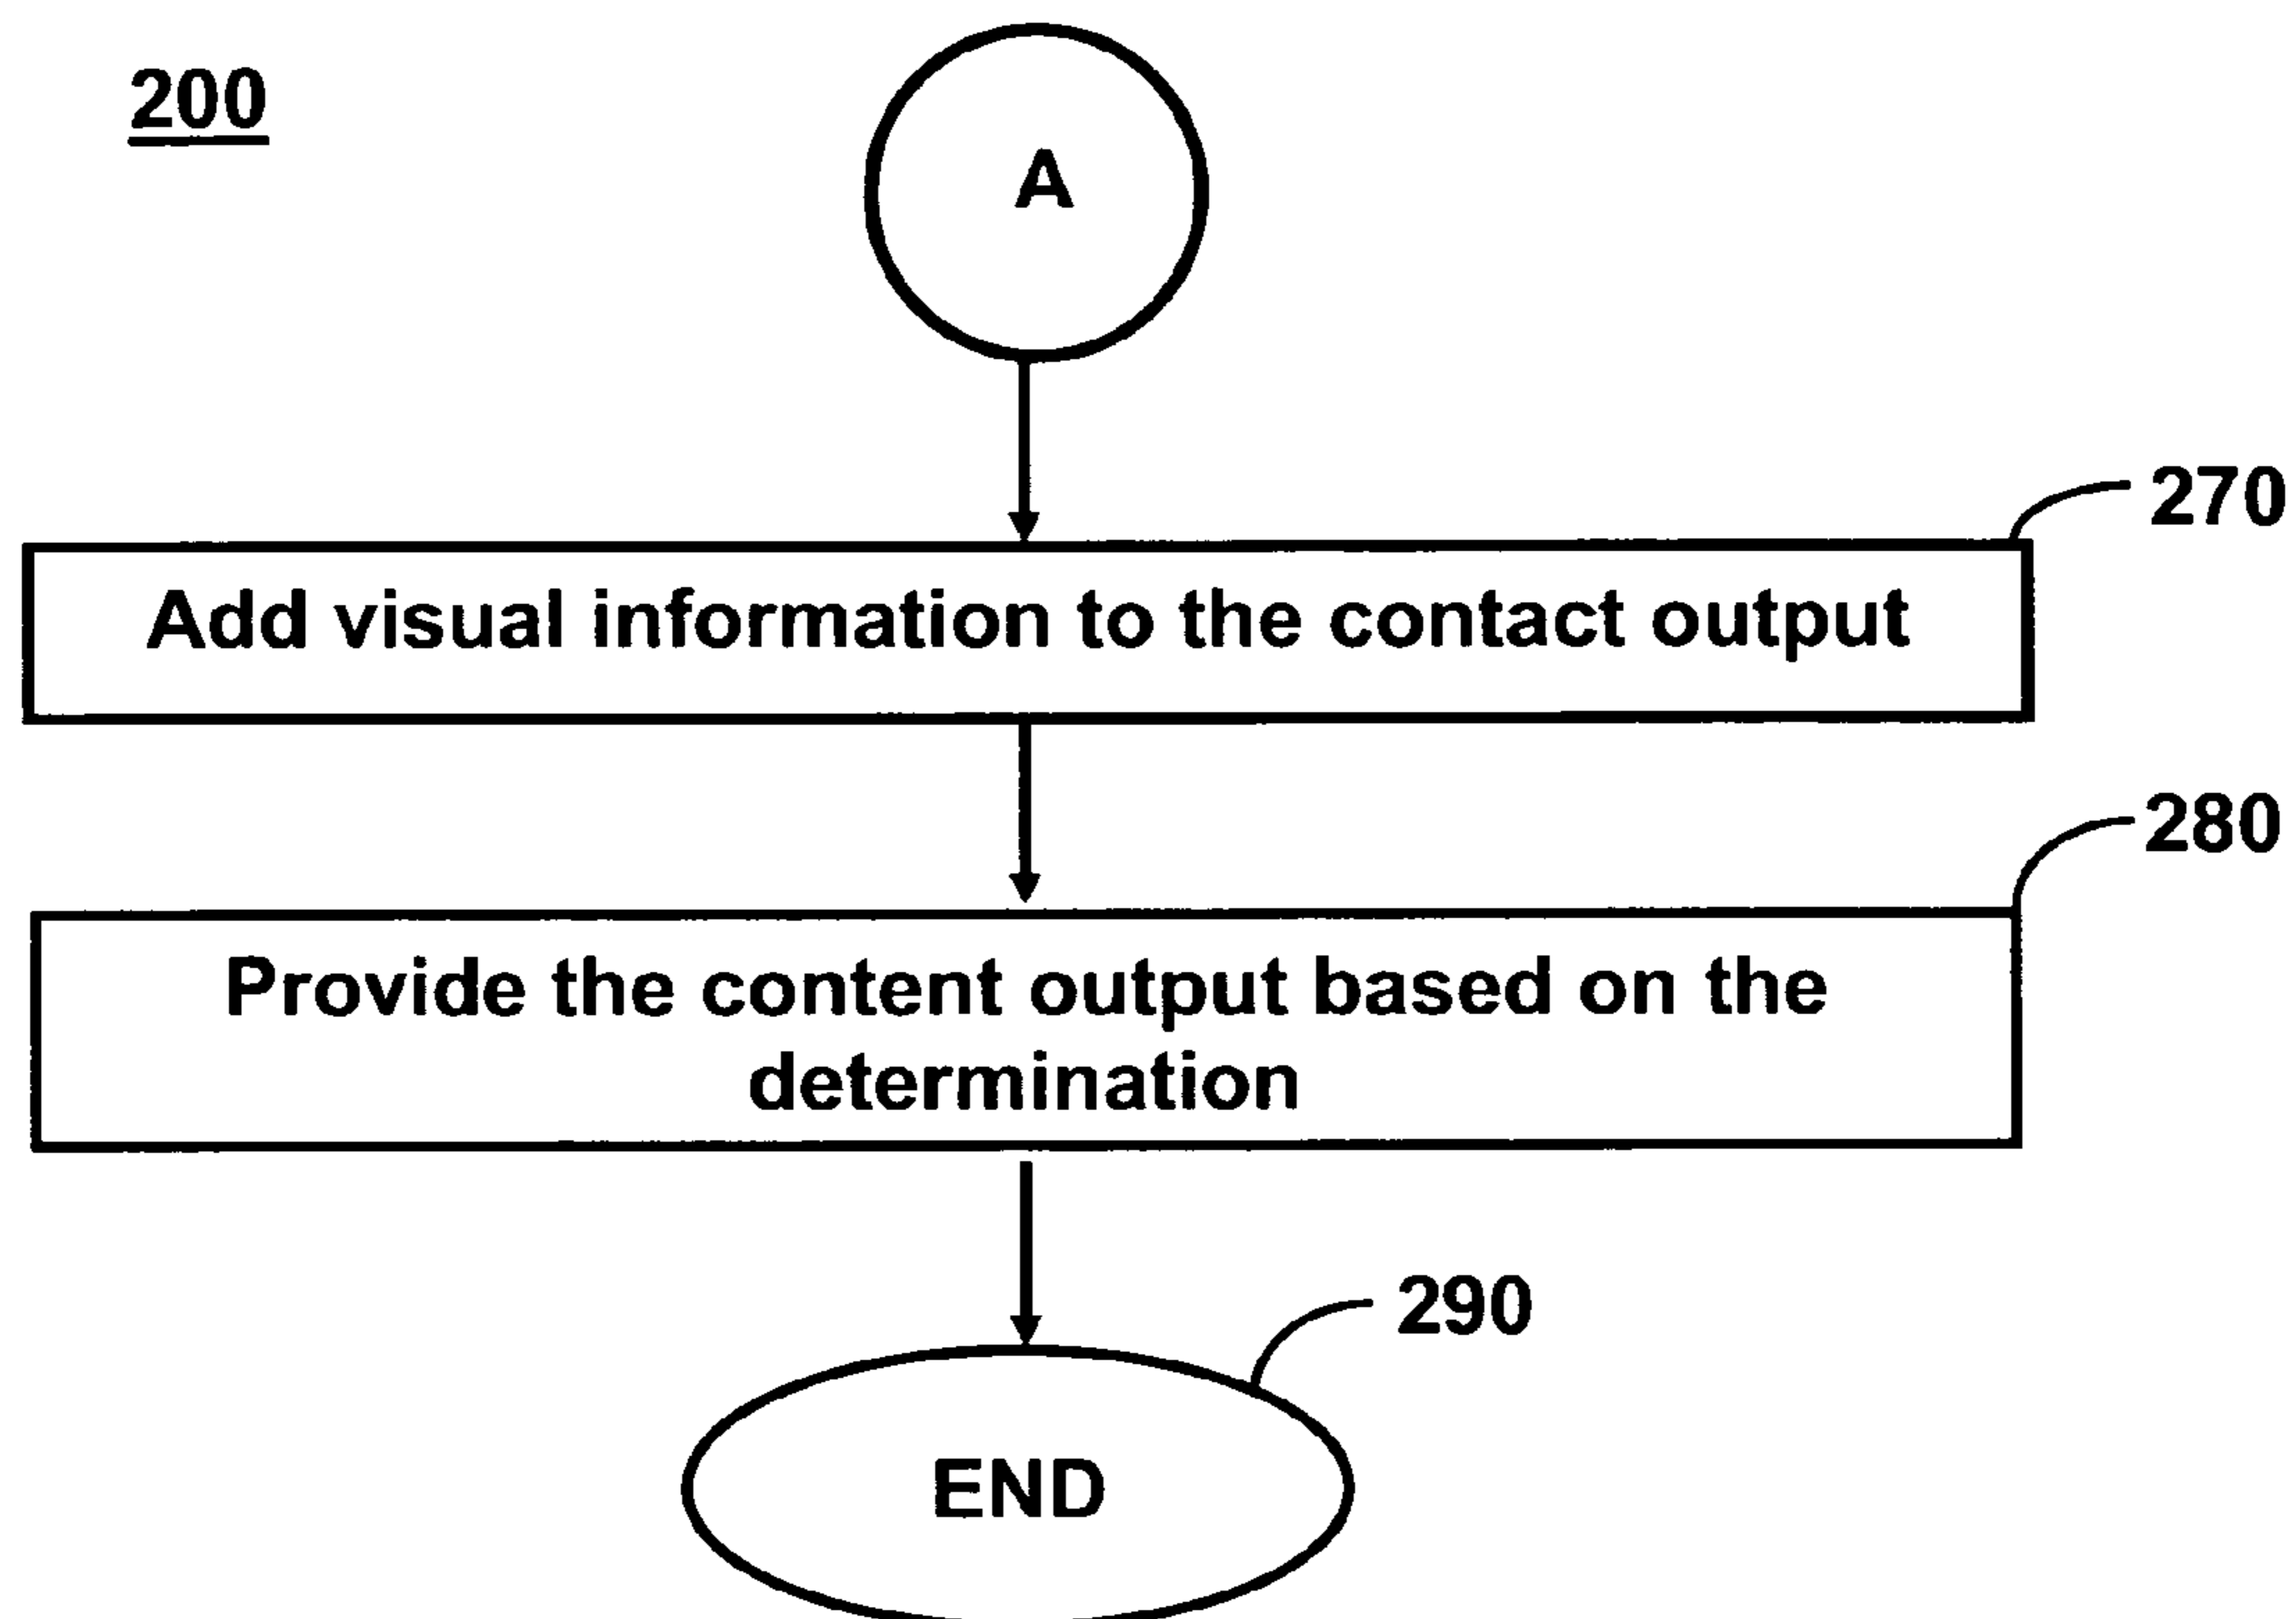 200
A
270
Add visual information to the contact output
280
Provide the content output based on the
determination
290
END